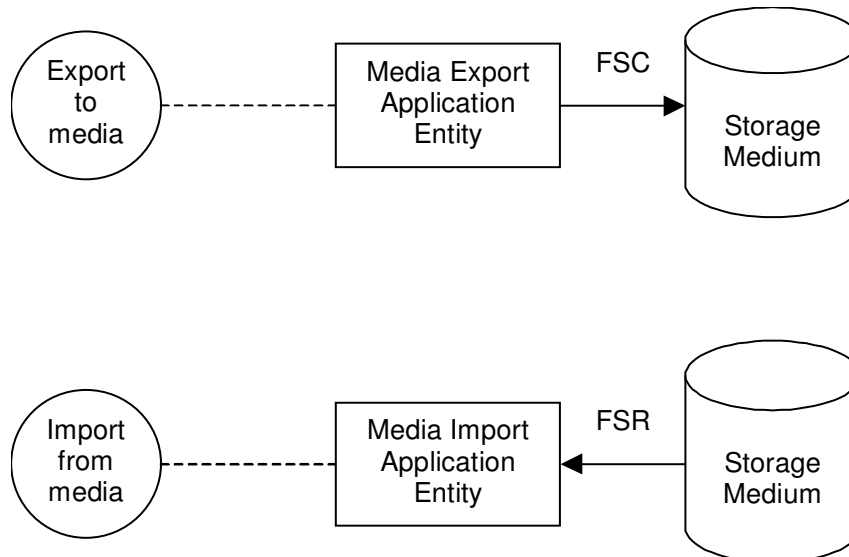 Export
to
media
Media Export
Application
Entity
FSC
Storage
Medium
Import
from
media
Media Import
Application
Entity
FSR
Storage
Medium